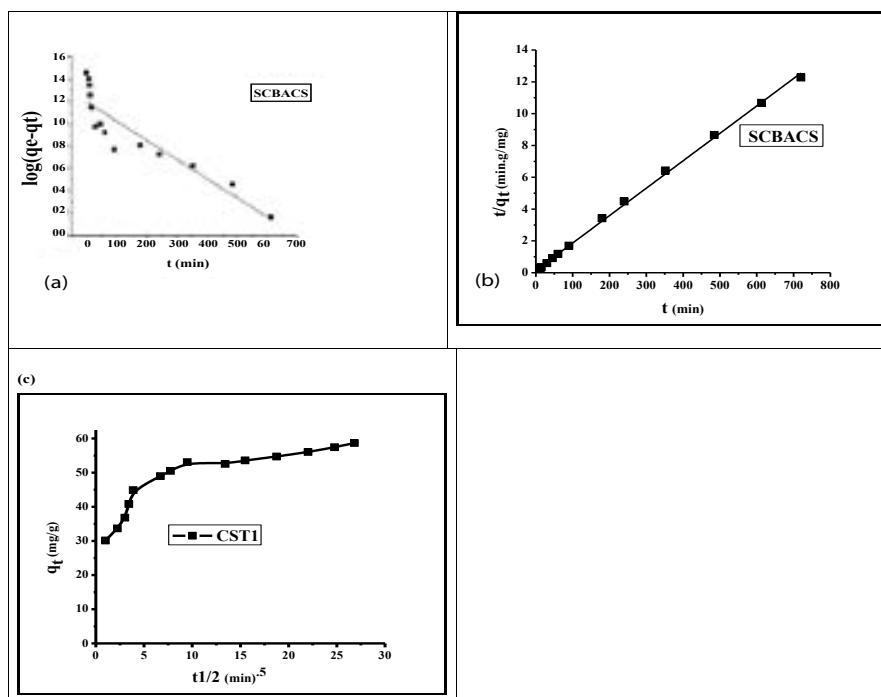 16
14
12
10
08
06
04
02
00
log(qe-qt)
SCBACS
0 100 200 300 400 500 600 700
t (min)
(a)
14
12
10
8
6
4
2
0
t/qt (min.g/mg)
SCBACS
0 100 200 300 400 500 600 700 800
t (min)
(b)
(c)
60
50
40
30
20
10
0
qt (mg/g)
CST1
0 5 10 15 20 25 30
t1/2 (min).5